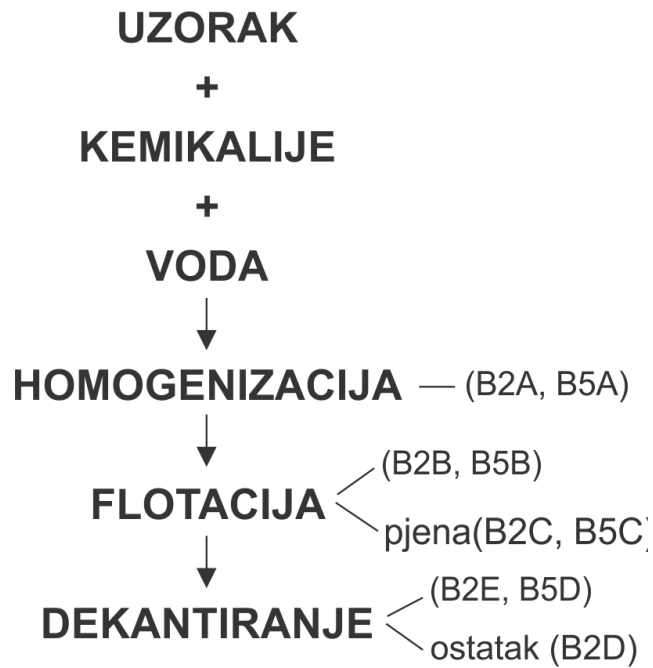 UZORAK
+
KEMIKALIJE
+
VODA
HOMOGENIZACIJA (B2A, B5A)
(B2B, B5B)
FLOTACIJA
pjena(B2C, B5C)
(B2E, B5D)
DEKANTIRANJE
ostatak (B2D)